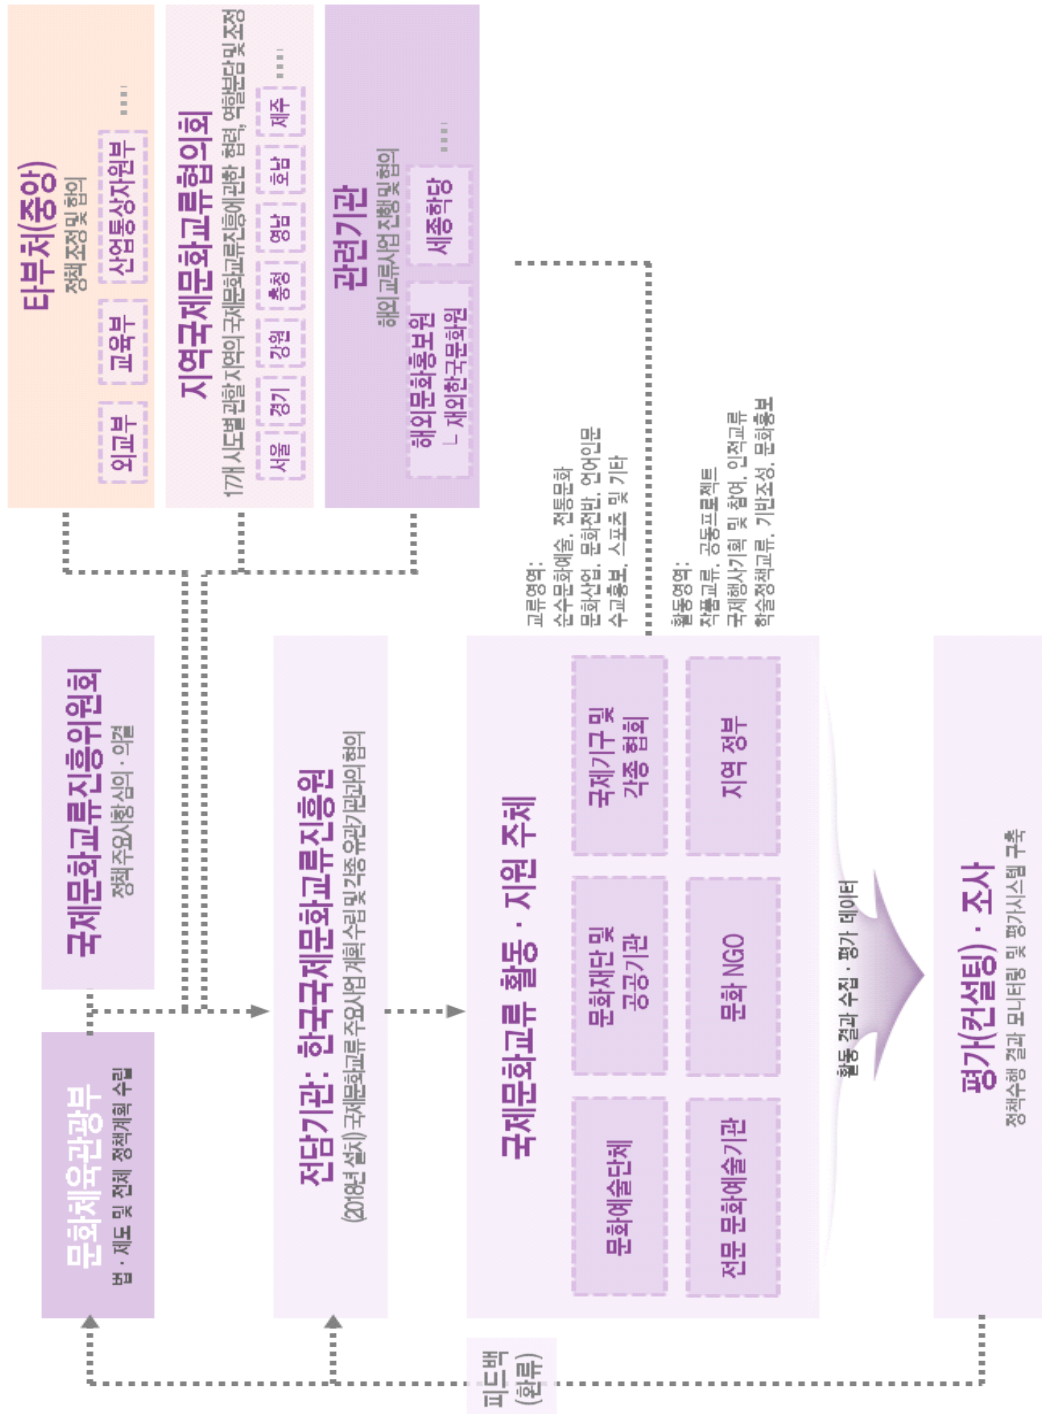 문화체육관광부
법·제도 및 전체 정책계획 수립
국제문화교류진흥위원회
정책 주요사항 심의·의결
타부처(중앙)
정책 조정 및 협의
외교부
교육부
산업통상자원부
지역국제문화교류협의회
17개 시도별 관할 지역의 국제문화교류진흥에 관한 협력, 역할분담 및 조정
서울
경기
강원
충청
영남
호남
제주
관련기관
해외 교류사업 진행 및 협의
해외문화홍보원
ㄴ 재외한국문화원
세종학당
전담기관: 한국국제문화교류진흥원
(2018년 설치) 국제문화교류 주요사업 계획 수립 및 각종 유관기관과의 협의
국제문화교류 활동·지원 주체
문화예술단체
문화재단 및
공공기관
국제기구 및
각종 협회
전문 문화예술기관
문화 NGO
지역 정부
교류영역:
순수문화예술, 전통문화
문화산업, 문화전반, 언어인문
수교홍보, 스포츠 및 기타
활동영역:
작품교류, 공동프로젝트
국제행사기획 및 참여, 인적교류
학술정책교류, 기반조성, 문화홍보
활동 결과 수집·평가 데이터
평가(컨설팅)·조사
정책수행 결과 모니터링 및 평가시스템 구축
피드백
(환류)